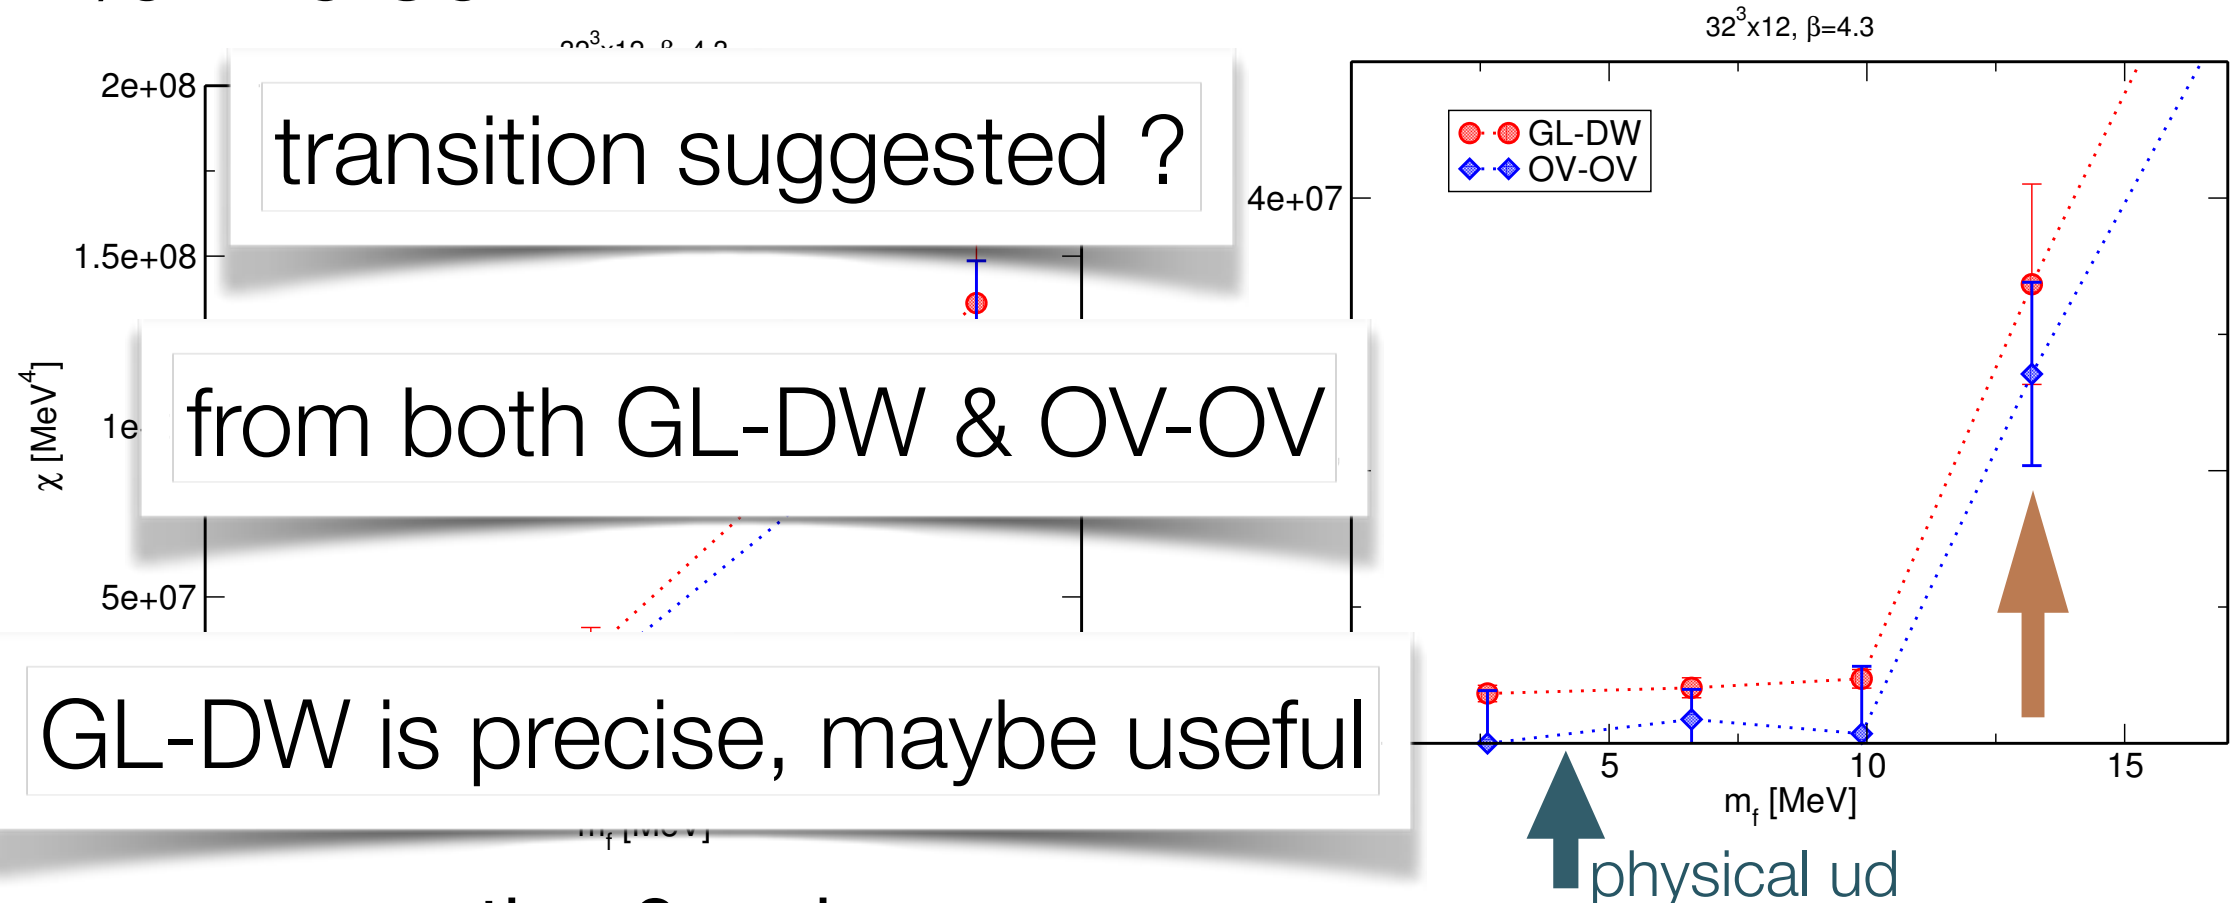 32³x12, β=4.3
2e+08
transition suggested ?
GL-DW
OV-OV
4e+07
1.5e+08
χ [MeV⁴]
from both GL-DW & OV-OV
5e+07
GL-DW is precise, maybe useful
5
10
15
m_f [MeV]
physical ud